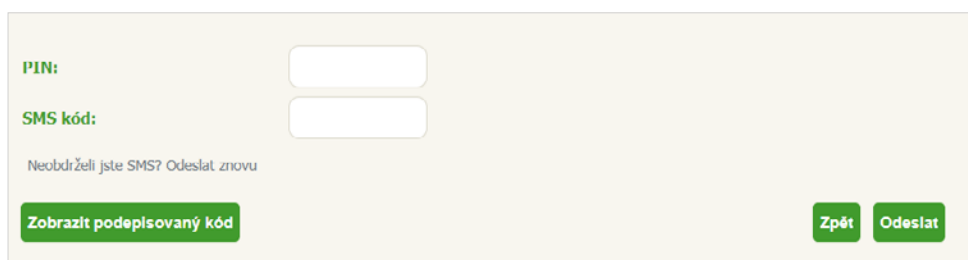 PIN:
SMS kód:
Neobdrželi jste SMS? Odeslat znovu
Zobrazit podepisovaný kód
Zpět
Odeslat